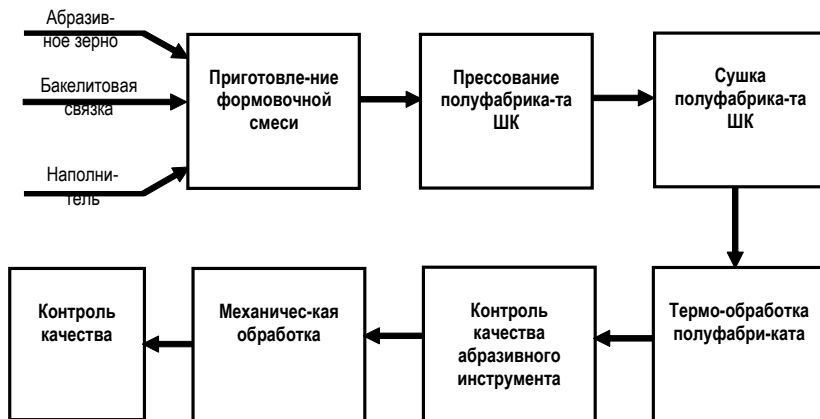 Абразив-
ное зерно
Бакелитовая
связка
Наполни-
тель
Приготовле-ние
формовочной
смеси
Прессование
полуфабрика-та
ШК
Сушка
полуфабрика-та
ШК
Контроль
качества
Механичес-кая
обработка
Контроль
качества
абразивного
инструмента
Термо-обработка
полуфабри-ката